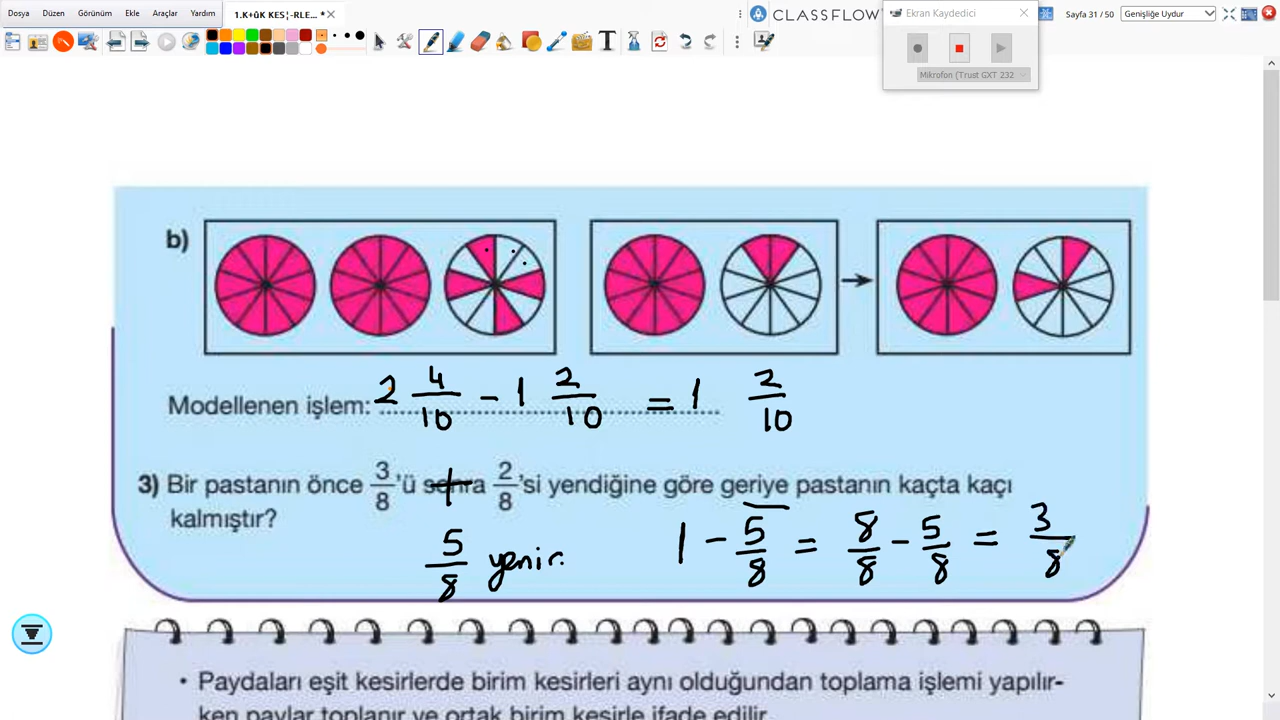 Dosya Düzen Görünüm Ekle Araçlar Yardım
1.K+ûK KES¦-RLE... *
CLASSFLOW
Ekran Kaydedici
Sayfa 31 / 50
Genişliğe Uydur
T
Mikrofon (Trust GXT 232
b)
Modellenen işlem: 2 4/10 - 1 2/10 = 1 2/10
3) Bir pastanın önce 3/8'ü sonra 2/8'si yendiğine göre geriye pastanın kaçta kaçı
+
kalmıştır?
5/8 yenir.
1 - 5/8 = 8/8 - 5/8 = 3/8
• Paydaları eşit kesirlerde birim kesirleri aynı olduğundan toplama işlemi yapılır-
ken paylar toplanır ve ortak birim kesirle ifade edilir.